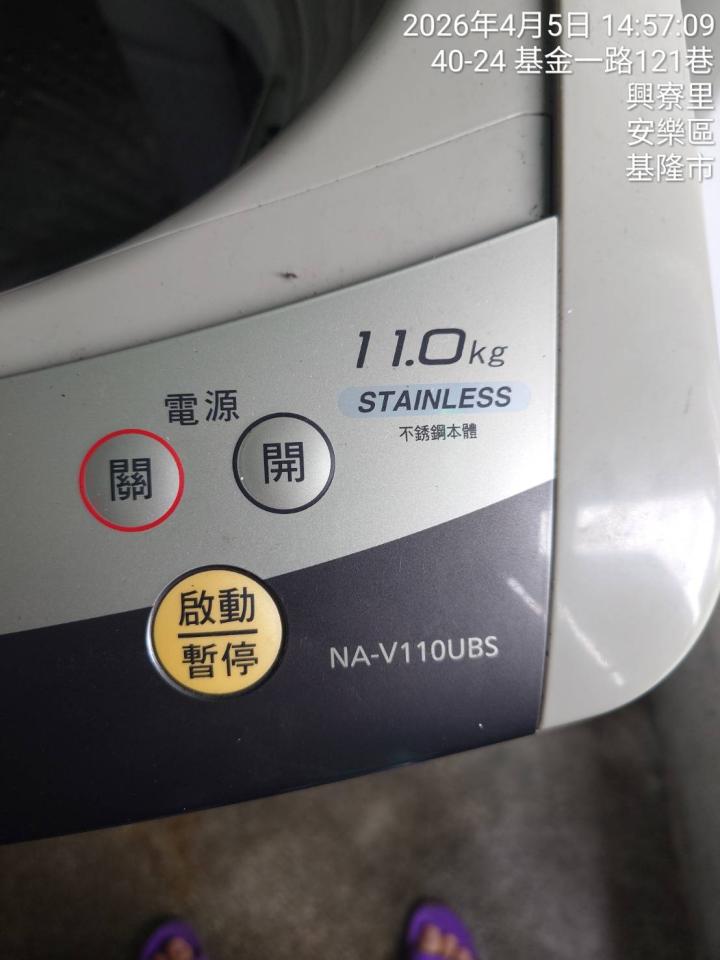 2026年4月5日 14:57:09
40-24 基金一路121巷
興寮里
安樂區
基隆市
11.0kg
STAINLESS
不銹鋼本體
電源
關
開
啟動
暫停
NA-V110UBS